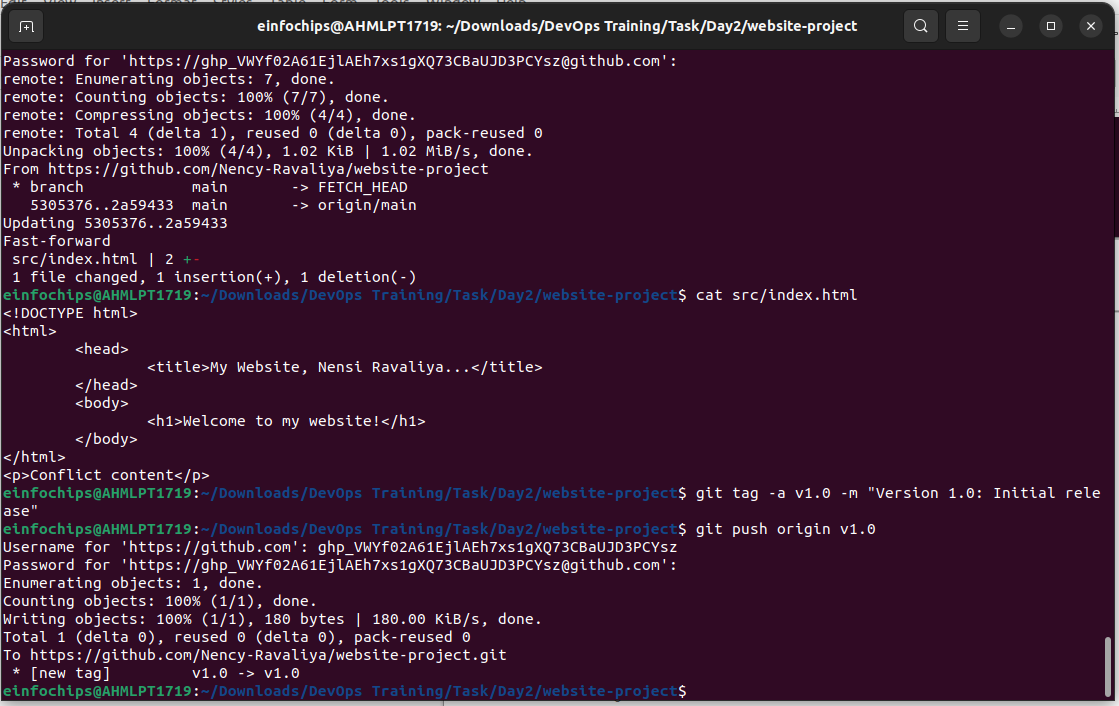 einfochips@AHMLPT1719: ~/Downloads/DevOps Training/Task/Day2/website-project
Password for 'https://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@github.com':
remote: Enumerating objects: 7, done.
remote: Counting objects: 100% (7/7), done.
remote: Compressing objects: 100% (4/4), done.
remote: Total 4 (delta 1), reused 0 (delta 0), pack-reused 0
Unpacking objects: 100% (4/4), 1.02 KiB | 1.02 MiB/s, done.
From https://github.com/Nency-Ravaliya/website-project
 * branch            main       -> FETCH_HEAD
   5305376..2a59433  main       -> origin/main
Updating 5305376..2a59433
Fast-forward
 src/index.html | 2 +-
 1 file changed, 1 insertion(+), 1 deletion(-)
einfochips@AHMLPT1719:~/Downloads/DevOps Training/Task/Day2/website-project$ cat src/index.html
<!DOCTYPE html>
<html>
        <head>
                <title>My Website, Nensi Ravaliya...</title>
        </head>
        <body>
                <h1>Welcome to my website!</h1>
        </body>
</html>
<p>Conflict content</p>
einfochips@AHMLPT1719:~/Downloads/DevOps Training/Task/Day2/website-project$ git tag -a v1.0 -m "Version 1.0: Initial rele
ase"
einfochips@AHMLPT1719:~/Downloads/DevOps Training/Task/Day2/website-project$ git push origin v1.0
Username for 'https://github.com': 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
Password for 'https://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@github.com':
Enumerating objects: 1, done.
Counting objects: 100% (1/1), done.
Writing objects: 100% (1/1), 180 bytes | 180.00 KiB/s, done.
Total 1 (delta 0), reused 0 (delta 0), pack-reused 0
To https://github.com/Nency-Ravaliya/website-project.git
 * [new tag]         v1.0 -> v1.0
einfochips@AHMLPT1719:~/Downloads/DevOps Training/Task/Day2/website-project$